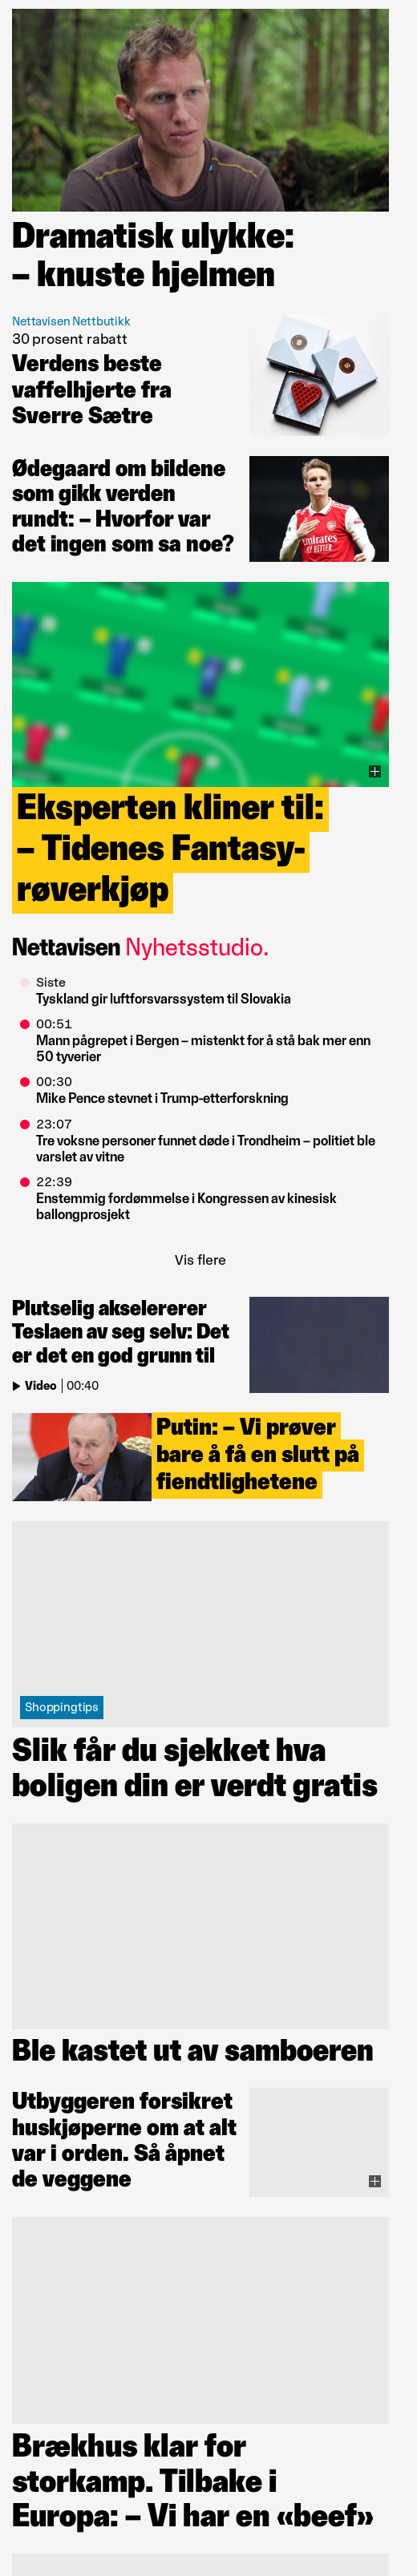 Dramatisk ulykke:
– knuste hjelmen
Nettavisen Nettbutikk
30 prosent rabatt
Verdens beste
vaffelhjerte fra
Sverre Sætre
Ødegaard om bildene
som gikk verden
rundt: – Hvorfor var
det ingen som sa noe?
Emirates
FLY BETTER
Eksperten kliner til:
– Tidenes Fantasy-
røverkjøp
Nettavisen Nyhetsstudio.
Siste
Tyskland gir luftforsvarssystem til Slovakia
00:51
Mann pågrepet i Bergen – mistenkt for å stå bak mer enn
50 tyverier
00:30
Mike Pence stevnet i Trump-etterforskning
23:07
Tre voksne personer funnet døde i Trondheim – politiet ble
varslet av vitne
22:39
Enstemmig fordømmelse i Kongressen av kinesisk
ballongprosjekt
Vis flere
Plutselig akselererer
Teslaen av seg selv: Det
er det en god grunn til
Video | 00:40
Putin: – Vi prøver
bare å få en slutt på
fiendtlighetene
Shoppingtips
Slik får du sjekket hva
boligen din er verdt gratis
Ble kastet ut av samboeren
Utbyggeren forsikret
huskjøperne om at alt
var i orden. Så åpnet
de veggene
Brækhus klar for
storkamp. Tilbake i
Europa: – Vi har en «beef»